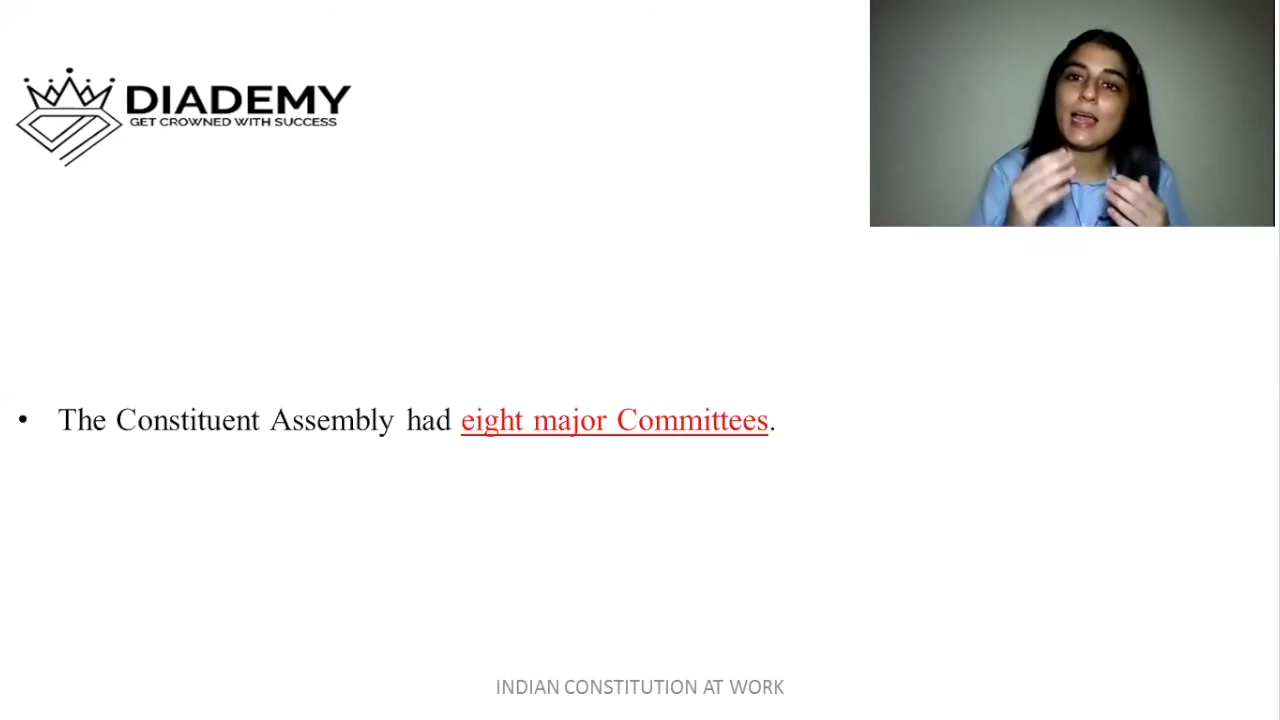 DIADEMY
GET CROWNED WITH SUCCESS
• The Constituent Assembly had eight major Committees.
INDIAN CONSTITUTION AT WORK